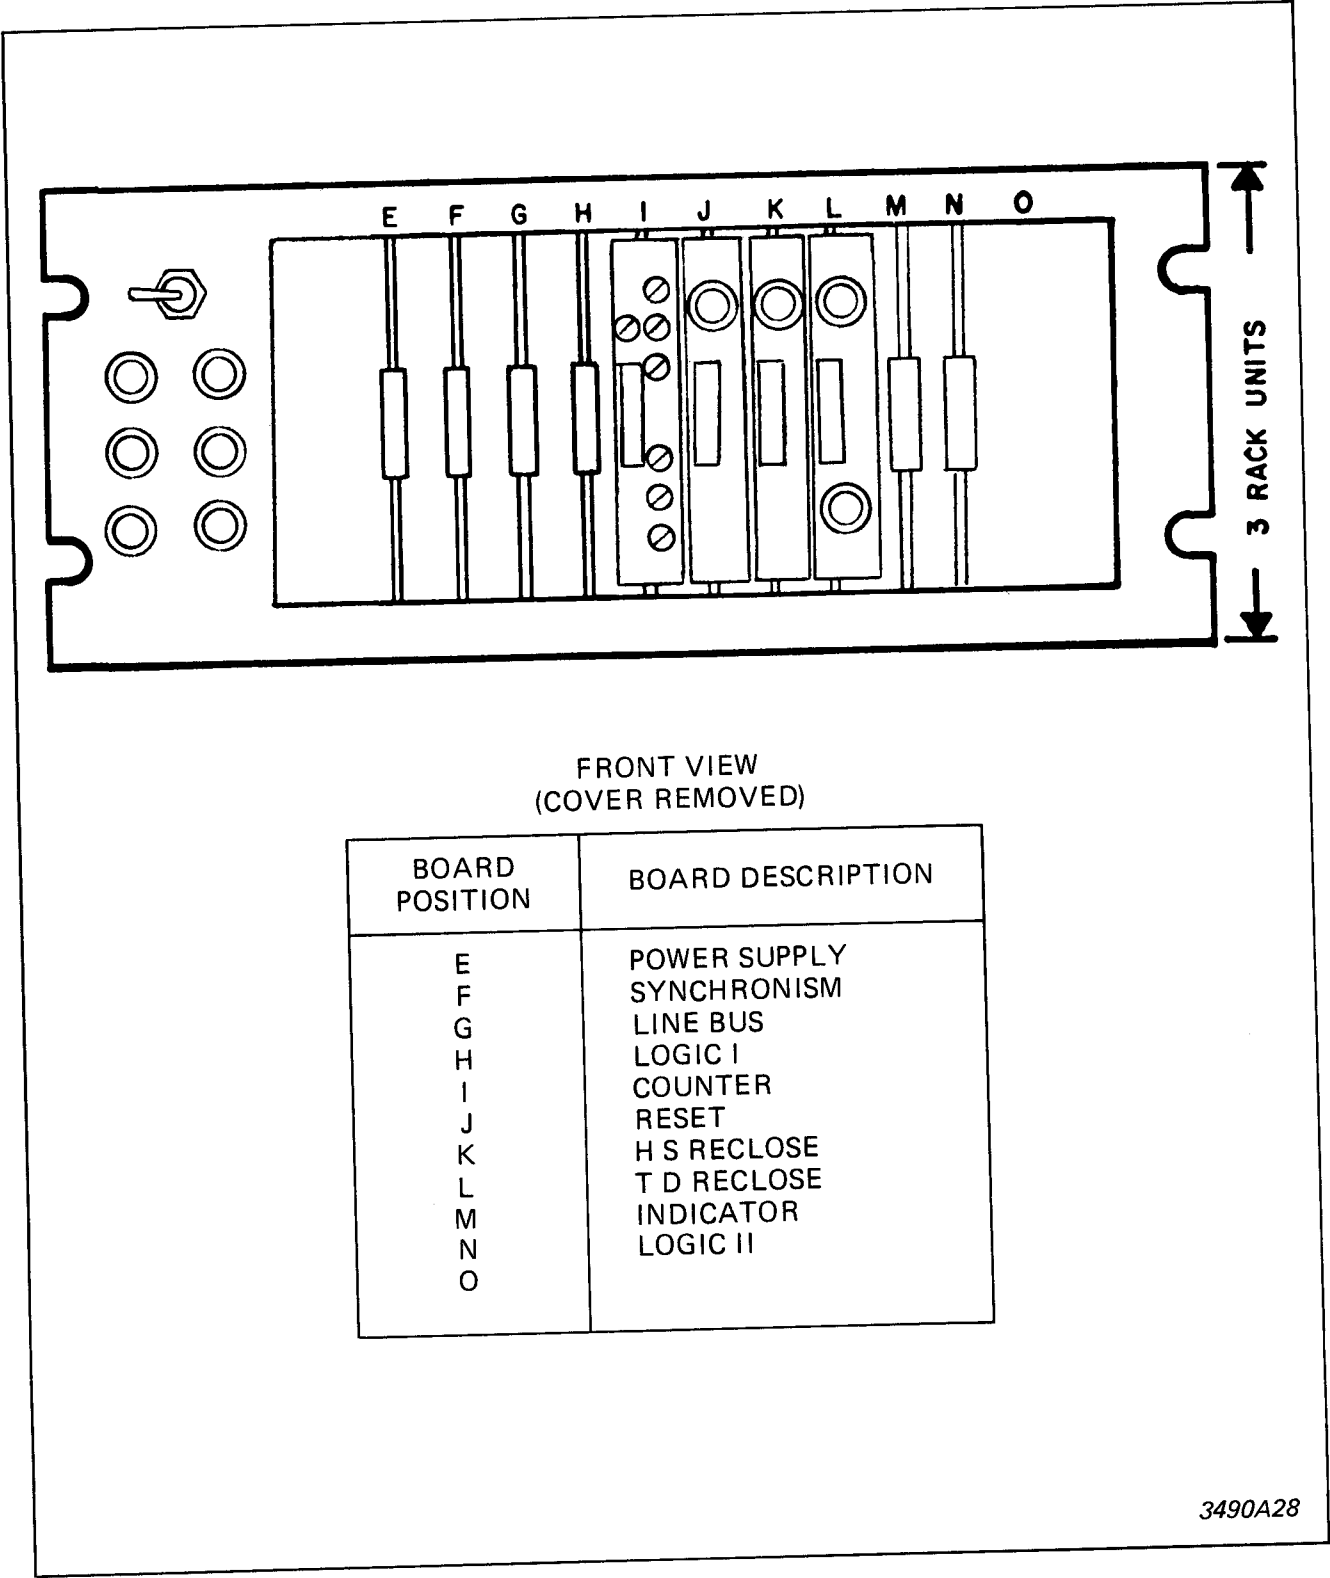 E F G H I J K L M N O
3 RACK UNITS
FRONT VIEW
(COVER REMOVED)
BOARD POSITION BOARD DESCRIPTION
E POWER SUPPLY
F SYNCHRONISM
G LINE BUS
H LOGIC I
I COUNTER
J RESET
K H S RECLOSE
L T D RECLOSE
M INDICATOR
N LOGIC II
O
3490A28